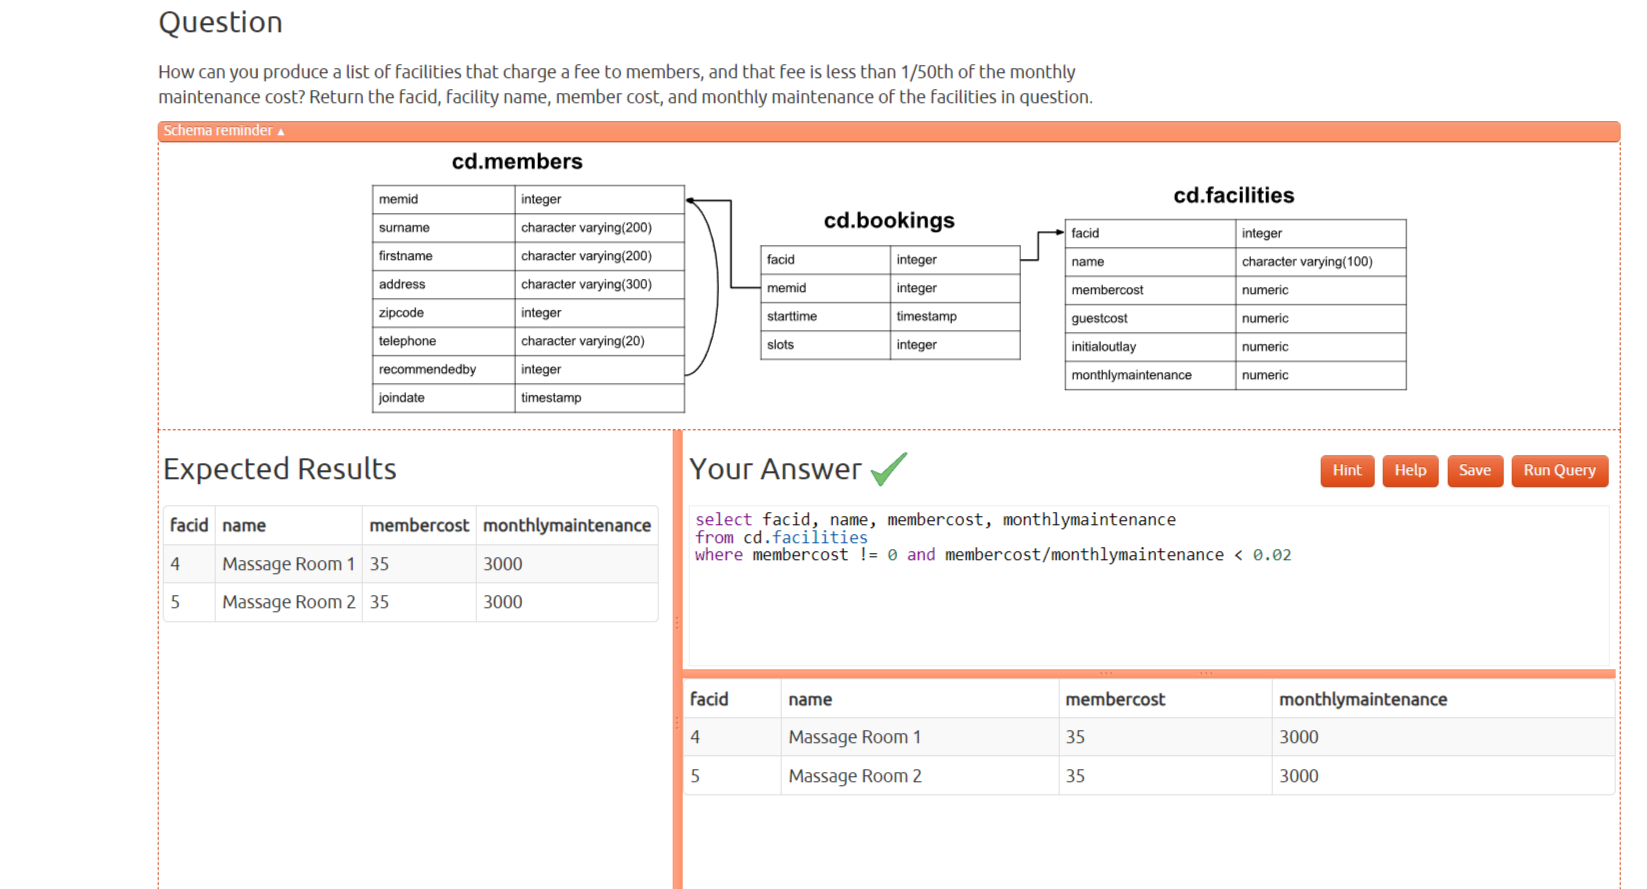 Question
How can you produce a list of facilities that charge a fee to members, and that fee is less than 1/50th of the monthly
maintenance cost? Return the facid, facility name, member cost, and monthly maintenance of the facilities in question.
Schema reminder ▲
cd.members
memid integer
surname character varying(200)
firstname character varying(200)
address character varying(300)
zipcode integer
telephone character varying(20)
recommendedby integer
joindate timestamp
cd.bookings
facid integer
memid integer
starttime timestamp
slots integer
cd.facilities
facid integer
name character varying(100)
membercost numeric
guestcost numeric
initialoutlay numeric
monthlymaintenance numeric
Expected Results
facid name membercost monthlymaintenance
4 Massage Room 1 35 3000
5 Massage Room 2 35 3000
Your Answer
Hint Help Save Run Query
select facid, name, membercost, monthlymaintenance
from cd.facilities
where membercost != 0 and membercost/monthlymaintenance < 0.02
facid name membercost monthlymaintenance
4 Massage Room 1 35 3000
5 Massage Room 2 35 3000